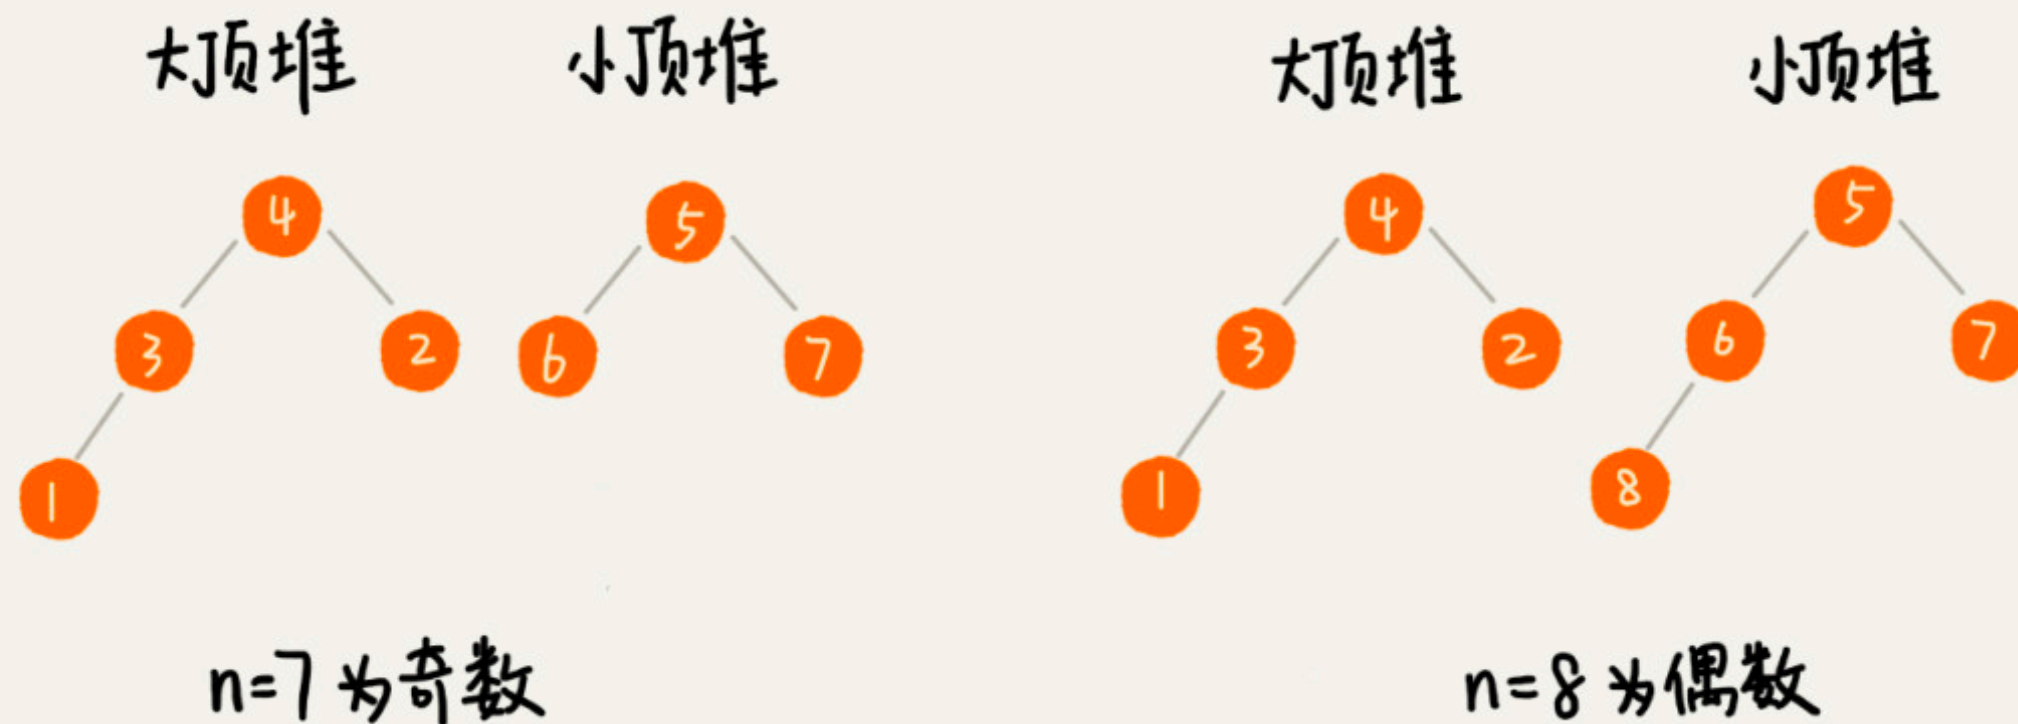 大顶堆 小顶堆 大顶堆 小顶堆
4 5 4 5
3 2 6 7 3 2 6 7
1 1 8
n=7 为奇数 n=8 为偶数